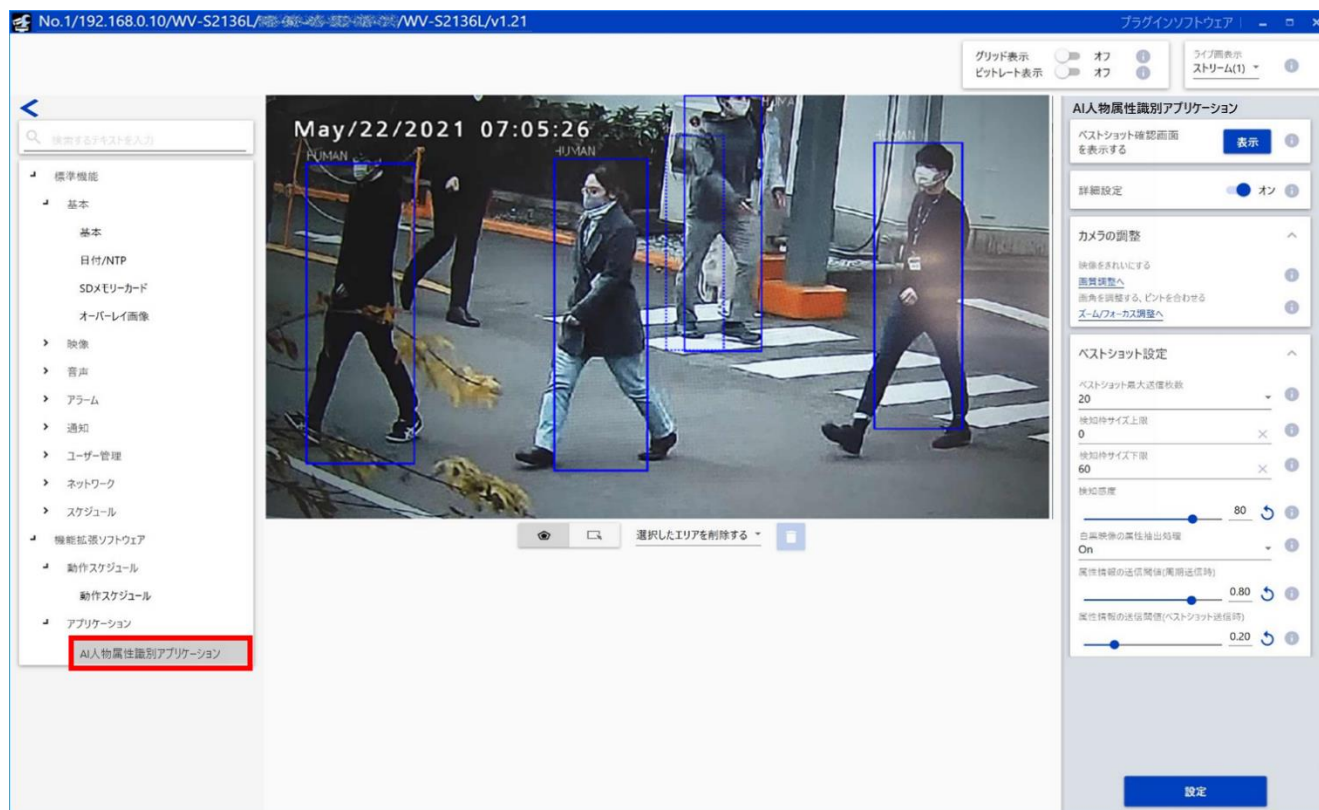 No.1/192.168.0.10/WV-S2136L/ /WV-S2136L/v1.21
プラグインソフトウェア
グリッド表示 オフ
ビットレート表示 オフ
ライブ画表示
ストリーム(1)
検索するテキストを入力
標準機能
基本
基本
日付/NTP
SDメモリーカード
オーバーレイ画像
映像
音声
アラーム
通知
ユーザー管理
ネットワーク
スケジュール
機能拡張ソフトウェア
動作スケジュール
動作スケジュール
アプリケーション
AI人物属性識別アプリケーション
May/22/2021 07:05:26
HUMAN
HUMAN
HUMAN
選択したエリアを削除する
AI人物属性識別アプリケーション
ベストショット確認画面
を表示する
表示
詳細設定 オン
カメラの調整
映像をきれいにする
画質調整へ
画角を調整する、ピントを合わせる
ズーム/フォーカス調整へ
ベストショット設定
ベストショット最大送信枚数
20
検知枠サイズ上限
0
検知枠サイズ下限
60
検知感度
80
白黒映像の属性抽出処理
On
属性情報の送信閾値(周期送信時)
0.80
属性情報の送信閾値(ベストショット送信時)
0.20
設定